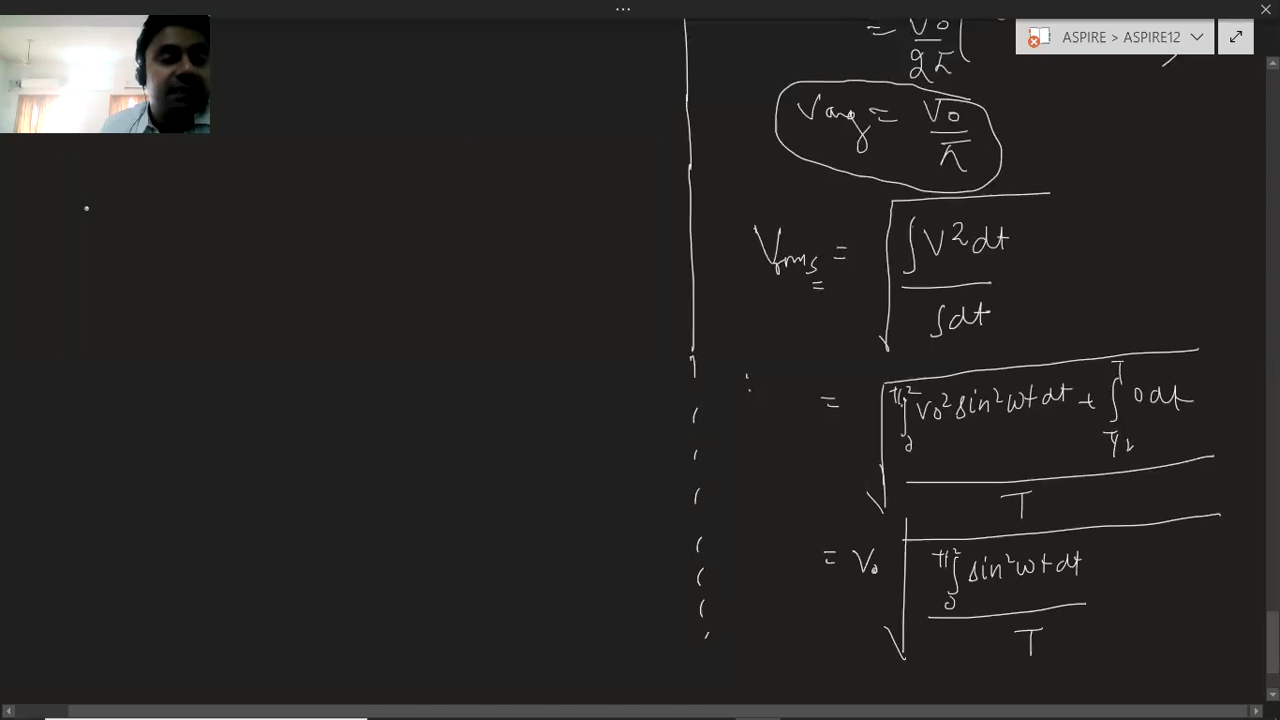 ASPIRE > ASPIRE12
= V0/2π
Vavg = V0/π
Vrms = √(∫V²dt / ∫dt)
= √((∫₀^T/2 V0² sin²ωt dt + ∫_T/2^T 0 dt) / T)
= V0 √(∫₀^T/2 sin²ωt dt / T)